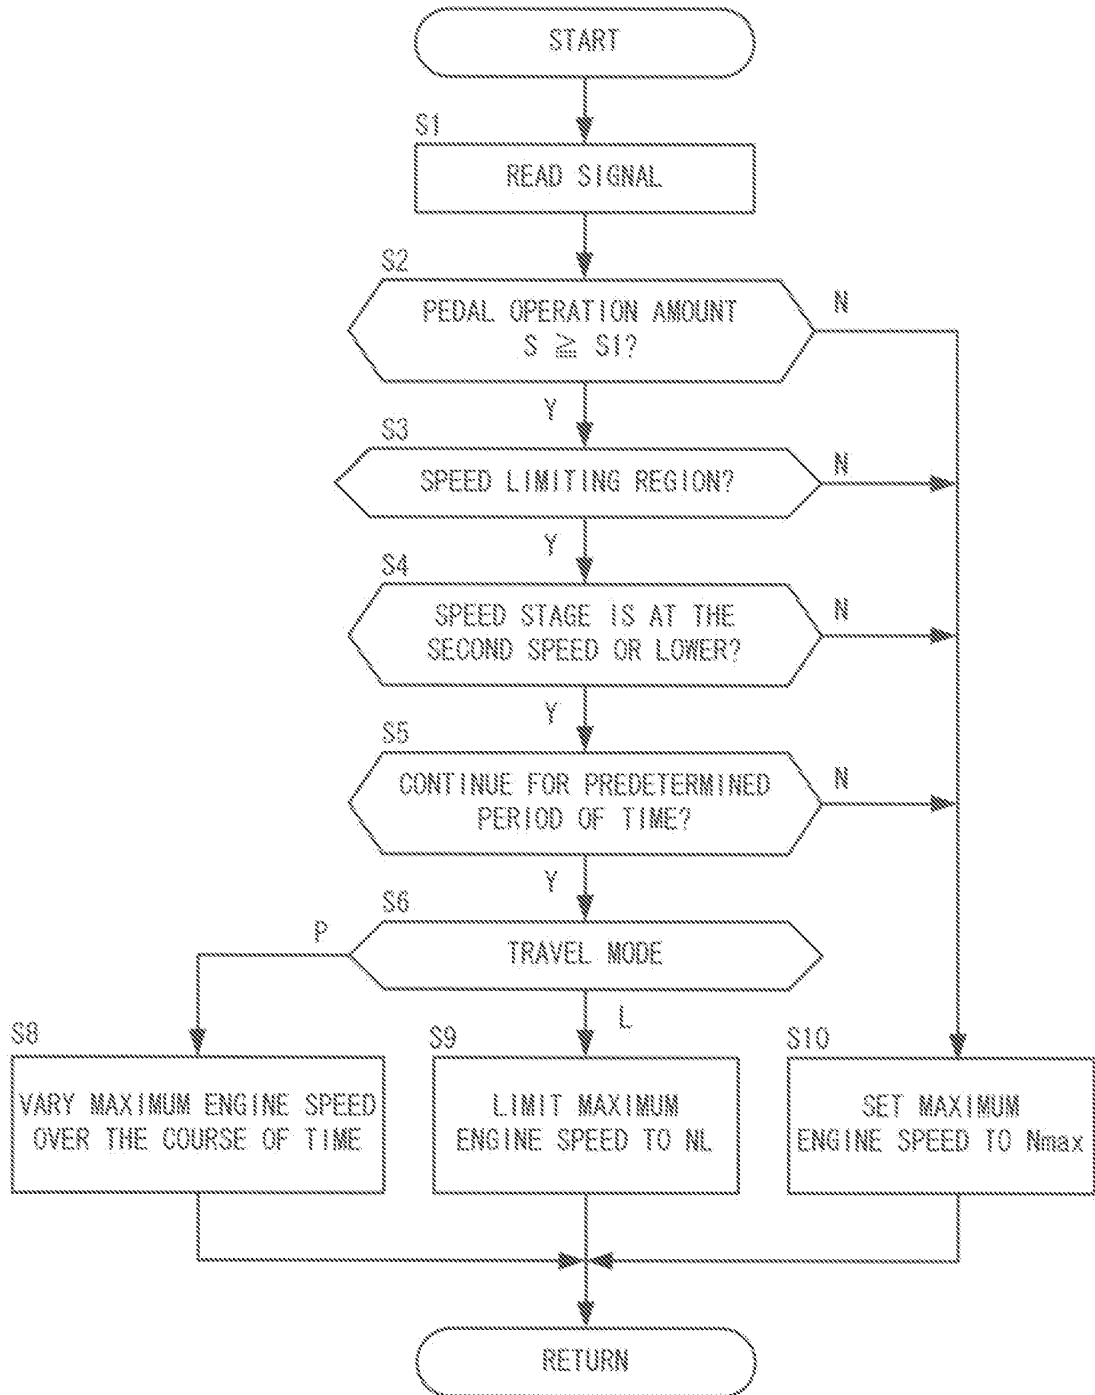 START
S1
READ SIGNAL
S2
PEDAL OPERATION AMOUNT
S ≧ S1?
N
Y
S3
SPEED LIMITING REGION?
N
Y
S4
SPEED STAGE IS AT THE
SECOND SPEED OR LOWER?
N
Y
S5
CONTINUE FOR PREDETERMINED
PERIOD OF TIME?
N
Y
S6
TRAVEL MODE
P
L
S8
VARY MAXIMUM ENGINE SPEED
OVER THE COURSE OF TIME
S9
LIMIT MAXIMUM
ENGINE SPEED TO NL
S10
SET MAXIMUM
ENGINE SPEED TO Nmax
RETURN